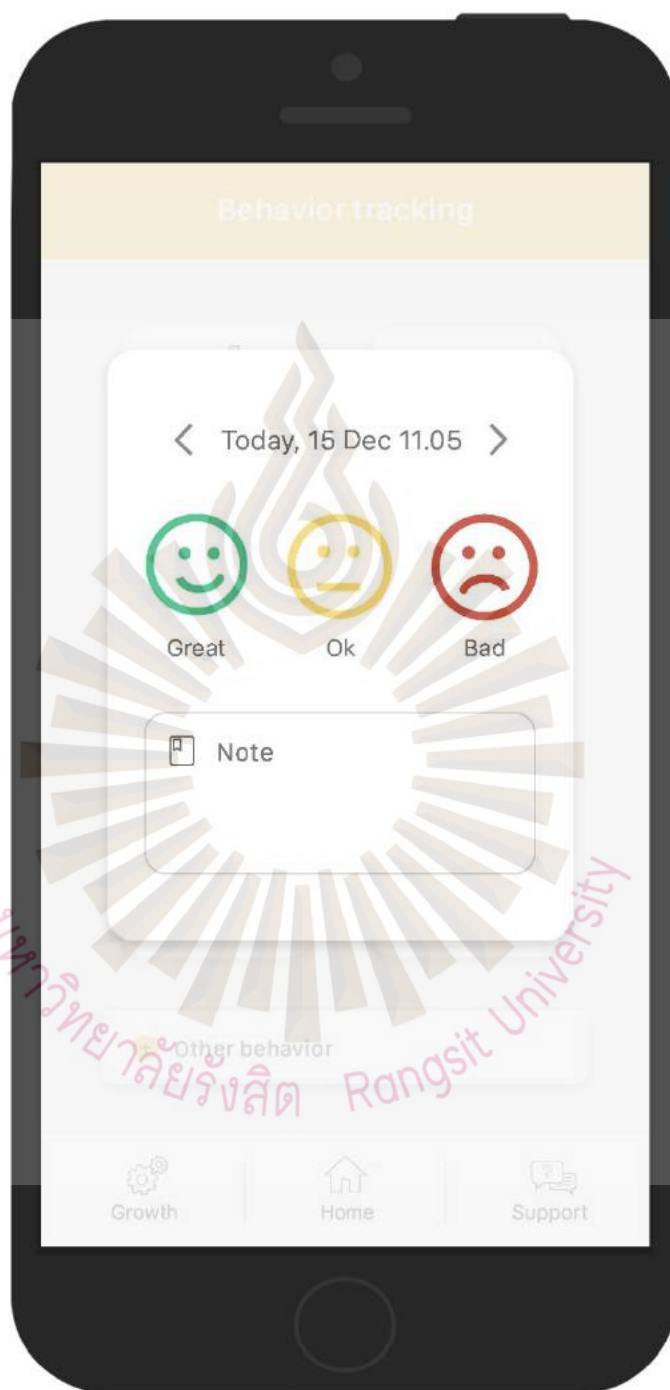 Behavior tracking
Today, 15 Dec 11.05
Great Ok Bad
Note
Other behavior
มหาวิทยาลัยรังสิต Rangsit University
Growth Home Support